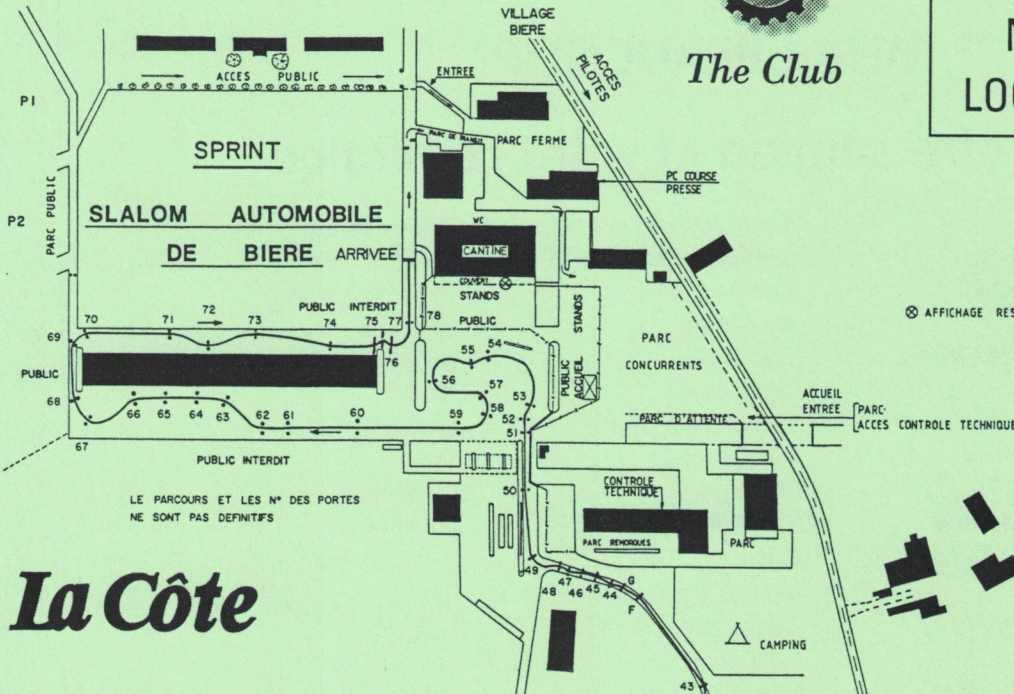 VILLAGE
BIERE
The Club
ACCES
PILOTES
ACCES PUBLIC
ENTREE
P1
PARC DE TRANSIT
PARC FERME
SPRINT
PC COURSE
PRESSE
P2
PARC PUBLIC
SLALOM AUTOMOBILE
DE BIERE
ARRIVEE
WC
CANTINE
COUVERT
STANDS
STANDS
PUBLIC INTERDIT
PUBLIC
AFFICHAGE RES
PARC
CONCURRENTS
69
70
71
72
73
74
75
77
78
76
PUBLIC
68
67
66
65
64
63
62
61
60
59
58
57
56
55
54
53
52
51
50
PUBLIC
ACCUEIL
ACCUEIL
ENTREE
PARC-
ACCES CONTROLE TECHNIQUE
PARC D'ATTENTE
PUBLIC INTERDIT
LE PARCOURS ET LES N° DES PORTES
NE SONT PAS DEFINITIFS
CONTROLE
TECHNIQUE
PARC REMORQUES
PARC
49
48
47
46
45
44
G
F
43
CAMPING
La Côte